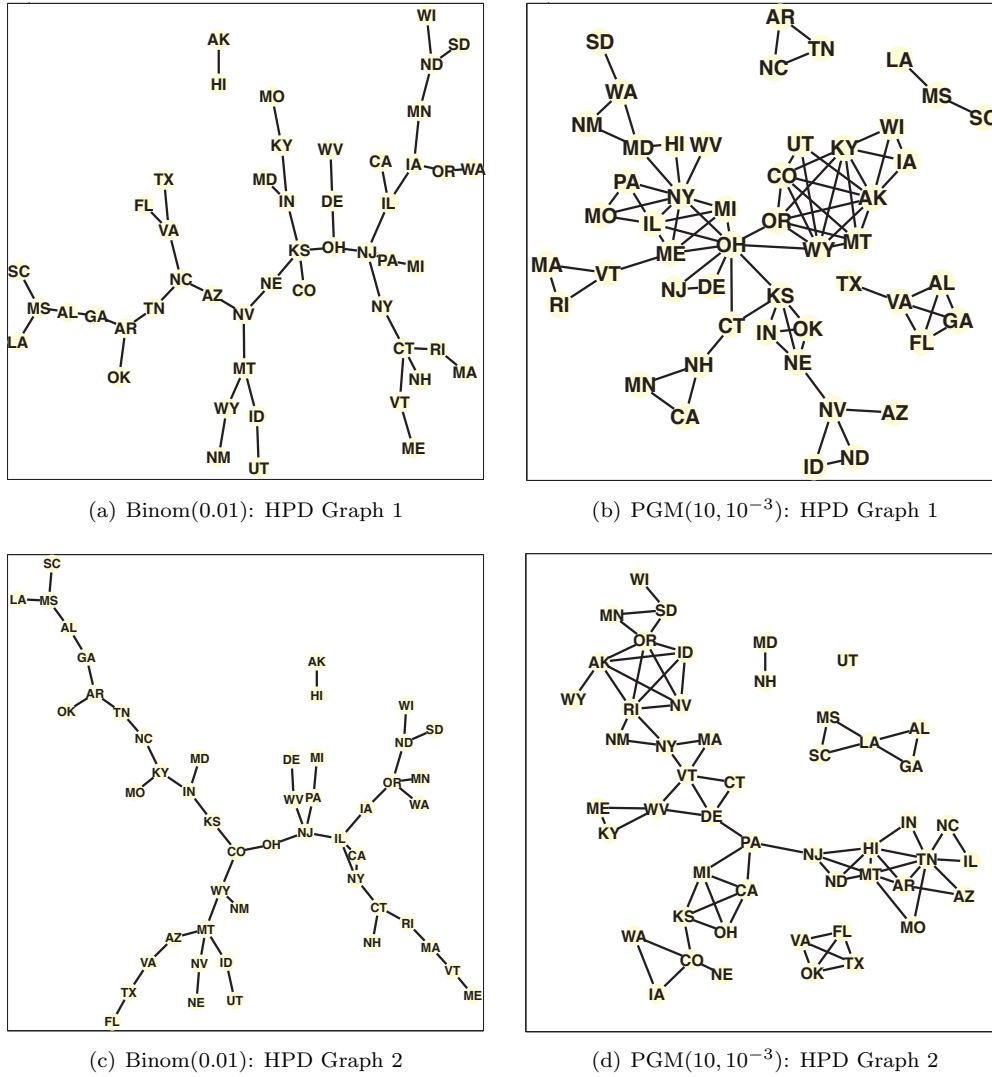 WI
AK
SD
ND
HI
MO
MN
KY
WV
CA
IA
OR
WA
TX
MD
IN
DE
IL
FL
VA
KS
OH
NJ
PA
MI
SC
NC
NE
CO
MS
AL
GA
TN
AZ
NV
NY
LA
AR
CT
RI
OK
MT
NH
MA
WY
ID
VT
NM
UT
ME
(a) Binom(0.01): HPD Graph 1
AR
SD
TN
LA
NC
WA
MS
SC
NM
MD
HI
WV
UT
KY
WI
IA
PA
NY
CO
AK
MO
IL
MI
OR
ME
OH
WY
MT
MA
VT
RI
NJ
DE
KS
TX
VA
AL
CT
IN
OK
GA
FL
NH
NE
MN
CA
NV
AZ
ID
ND
(b) PGM(10, 10⁻³): HPD Graph 1
SC
LA
MS
AL
GA
AK
AR
HI
OK
TN
WI
NC
MD
SD
ND
KY
DE
MI
MO
IN
OR
MN
WV
PA
WA
KS
IA
NJ
CO
OH
IL
CA
WY
NY
NM
CT
AZ
MT
RI
VA
NV
ID
NH
MA
TX
NE
UT
VT
FL
ME
(c) Binom(0.01): HPD Graph 2
WI
MN
SD
OR
MD
AK
ID
UT
WY
NH
RI
NV
MS
AL
NM
NY
MA
SC
LA
GA
VT
CT
ME
WV
DE
KY
PA
IN
NC
NJ
HI
TN
IL
MI
MT
CA
ND
AR
AZ
KS
OH
MO
WA
VA
FL
CO
NE
OK
TX
IA
(d) PGM(10, 10⁻³): HPD Graph 2